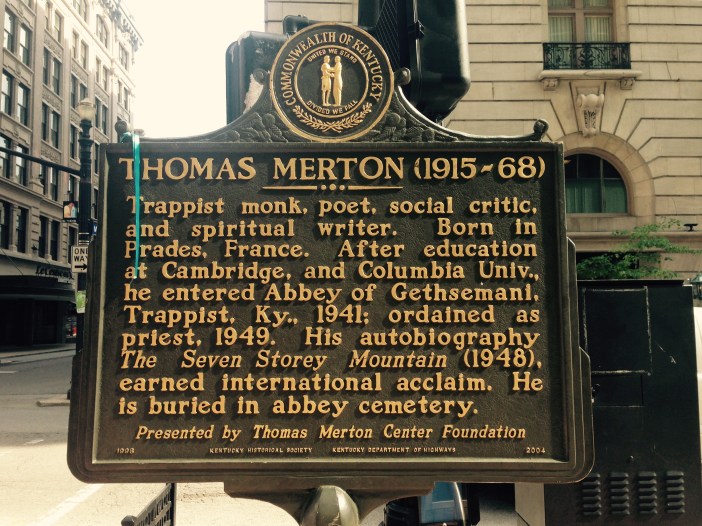 COMMONWEALTH OF KENTUCKY
UNITED WE STAND
DIVIDED WE FALL
THOMAS MERTON (1915-68)
Trappist monk, poet, social critic,
and spiritual writer. Born in
Prades, France. After education
at Cambridge, and Columbia Univ.,
he entered Abbey of Gethsemani,
Trappist, Ky., 1941; ordained as
priest, 1949. His autobiography
The Seven Storey Mountain (1948),
earned international acclaim. He
is buried in abbey cemetery.
Presented by Thomas Merton Center Foundation
KENTUCKY HISTORICAL SOCIETY KENTUCKY DEPARTMENT OF HIGHWAYS 2004
ONE
WAY